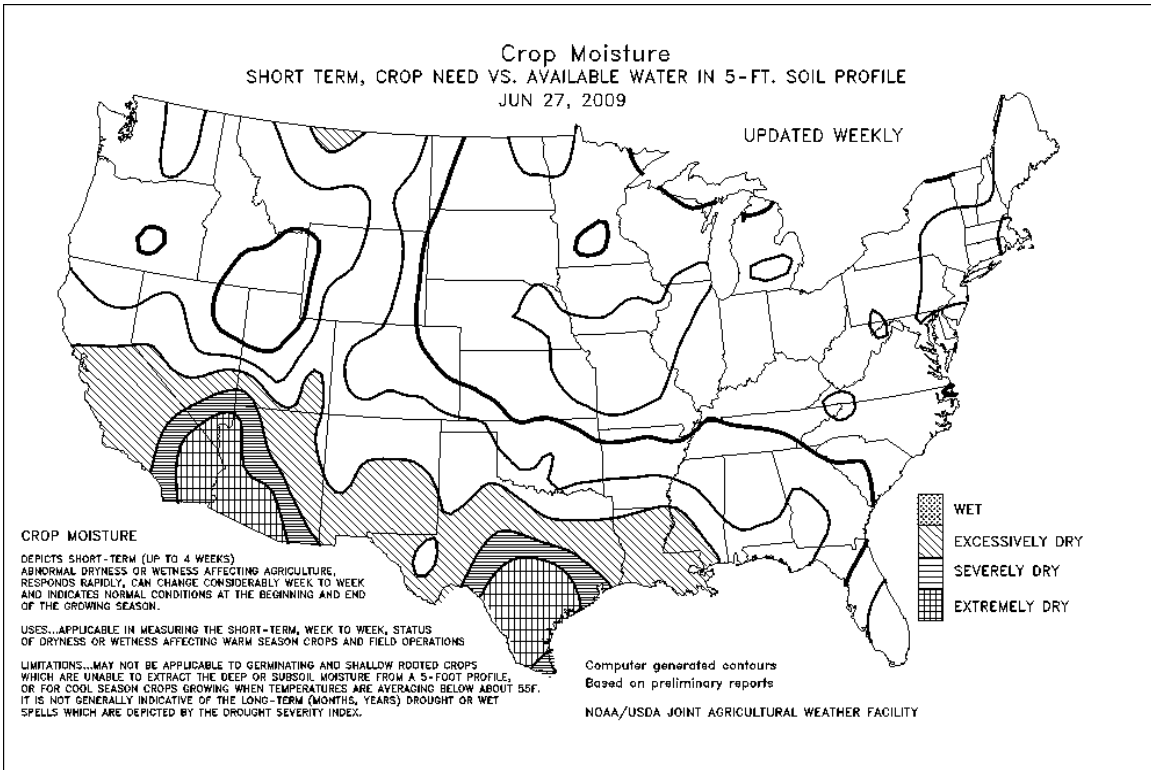 Crop Moisture
SHORT TERM, CROP NEED VS. AVAILABLE WATER IN 5-FT. SOIL PROFILE
JUN 27, 2009
UPDATED WEEKLY
WET
EXCESSIVELY DRY
SEVERELY DRY
EXTREMELY DRY
CROP MOISTURE
DEPICTS SHORT-TERM (UP TO 4 WEEKS)
ABNORMAL DRYNESS OR WETNESS AFFECTING AGRICULTURE,
RESPONDS RAPIDLY, CAN CHANGE CONSIDERABLY WEEK TO WEEK
AND INDICATES NORMAL CONDITIONS AT THE BEGINNING AND END
OF THE GROWING SEASON.
USES...APPLICABLE IN MEASURING THE SHORT-TERM, WEEK TO WEEK, STATUS
OF DRYNESS OR WETNESS AFFECTING WARM SEASON CROPS AND FIELD OPERATIONS
LIMITATIONS...MAY NOT BE APPLICABLE TO GERMINATING AND SHALLOW ROOTED CROPS
WHICH ARE UNABLE TO EXTRACT THE DEEP OR SUBSOIL MOISTURE FROM A 5-FOOT PROFILE,
OR FOR COOL SEASON CROPS GROWING WHEN TEMPERATURES ARE AVERAGING BELOW ABOUT 55F.
IT IS NOT GENERALLY INDICATIVE OF THE LONG-TERM (MONTHS, YEARS) DROUGHT OR WET
SPELLS WHICH ARE DEPICTED BY THE DROUGHT SEVERITY INDEX.
Computer generated contours
Based on preliminary reports
NOAA/USDA JOINT AGRICULTURAL WEATHER FACILITY